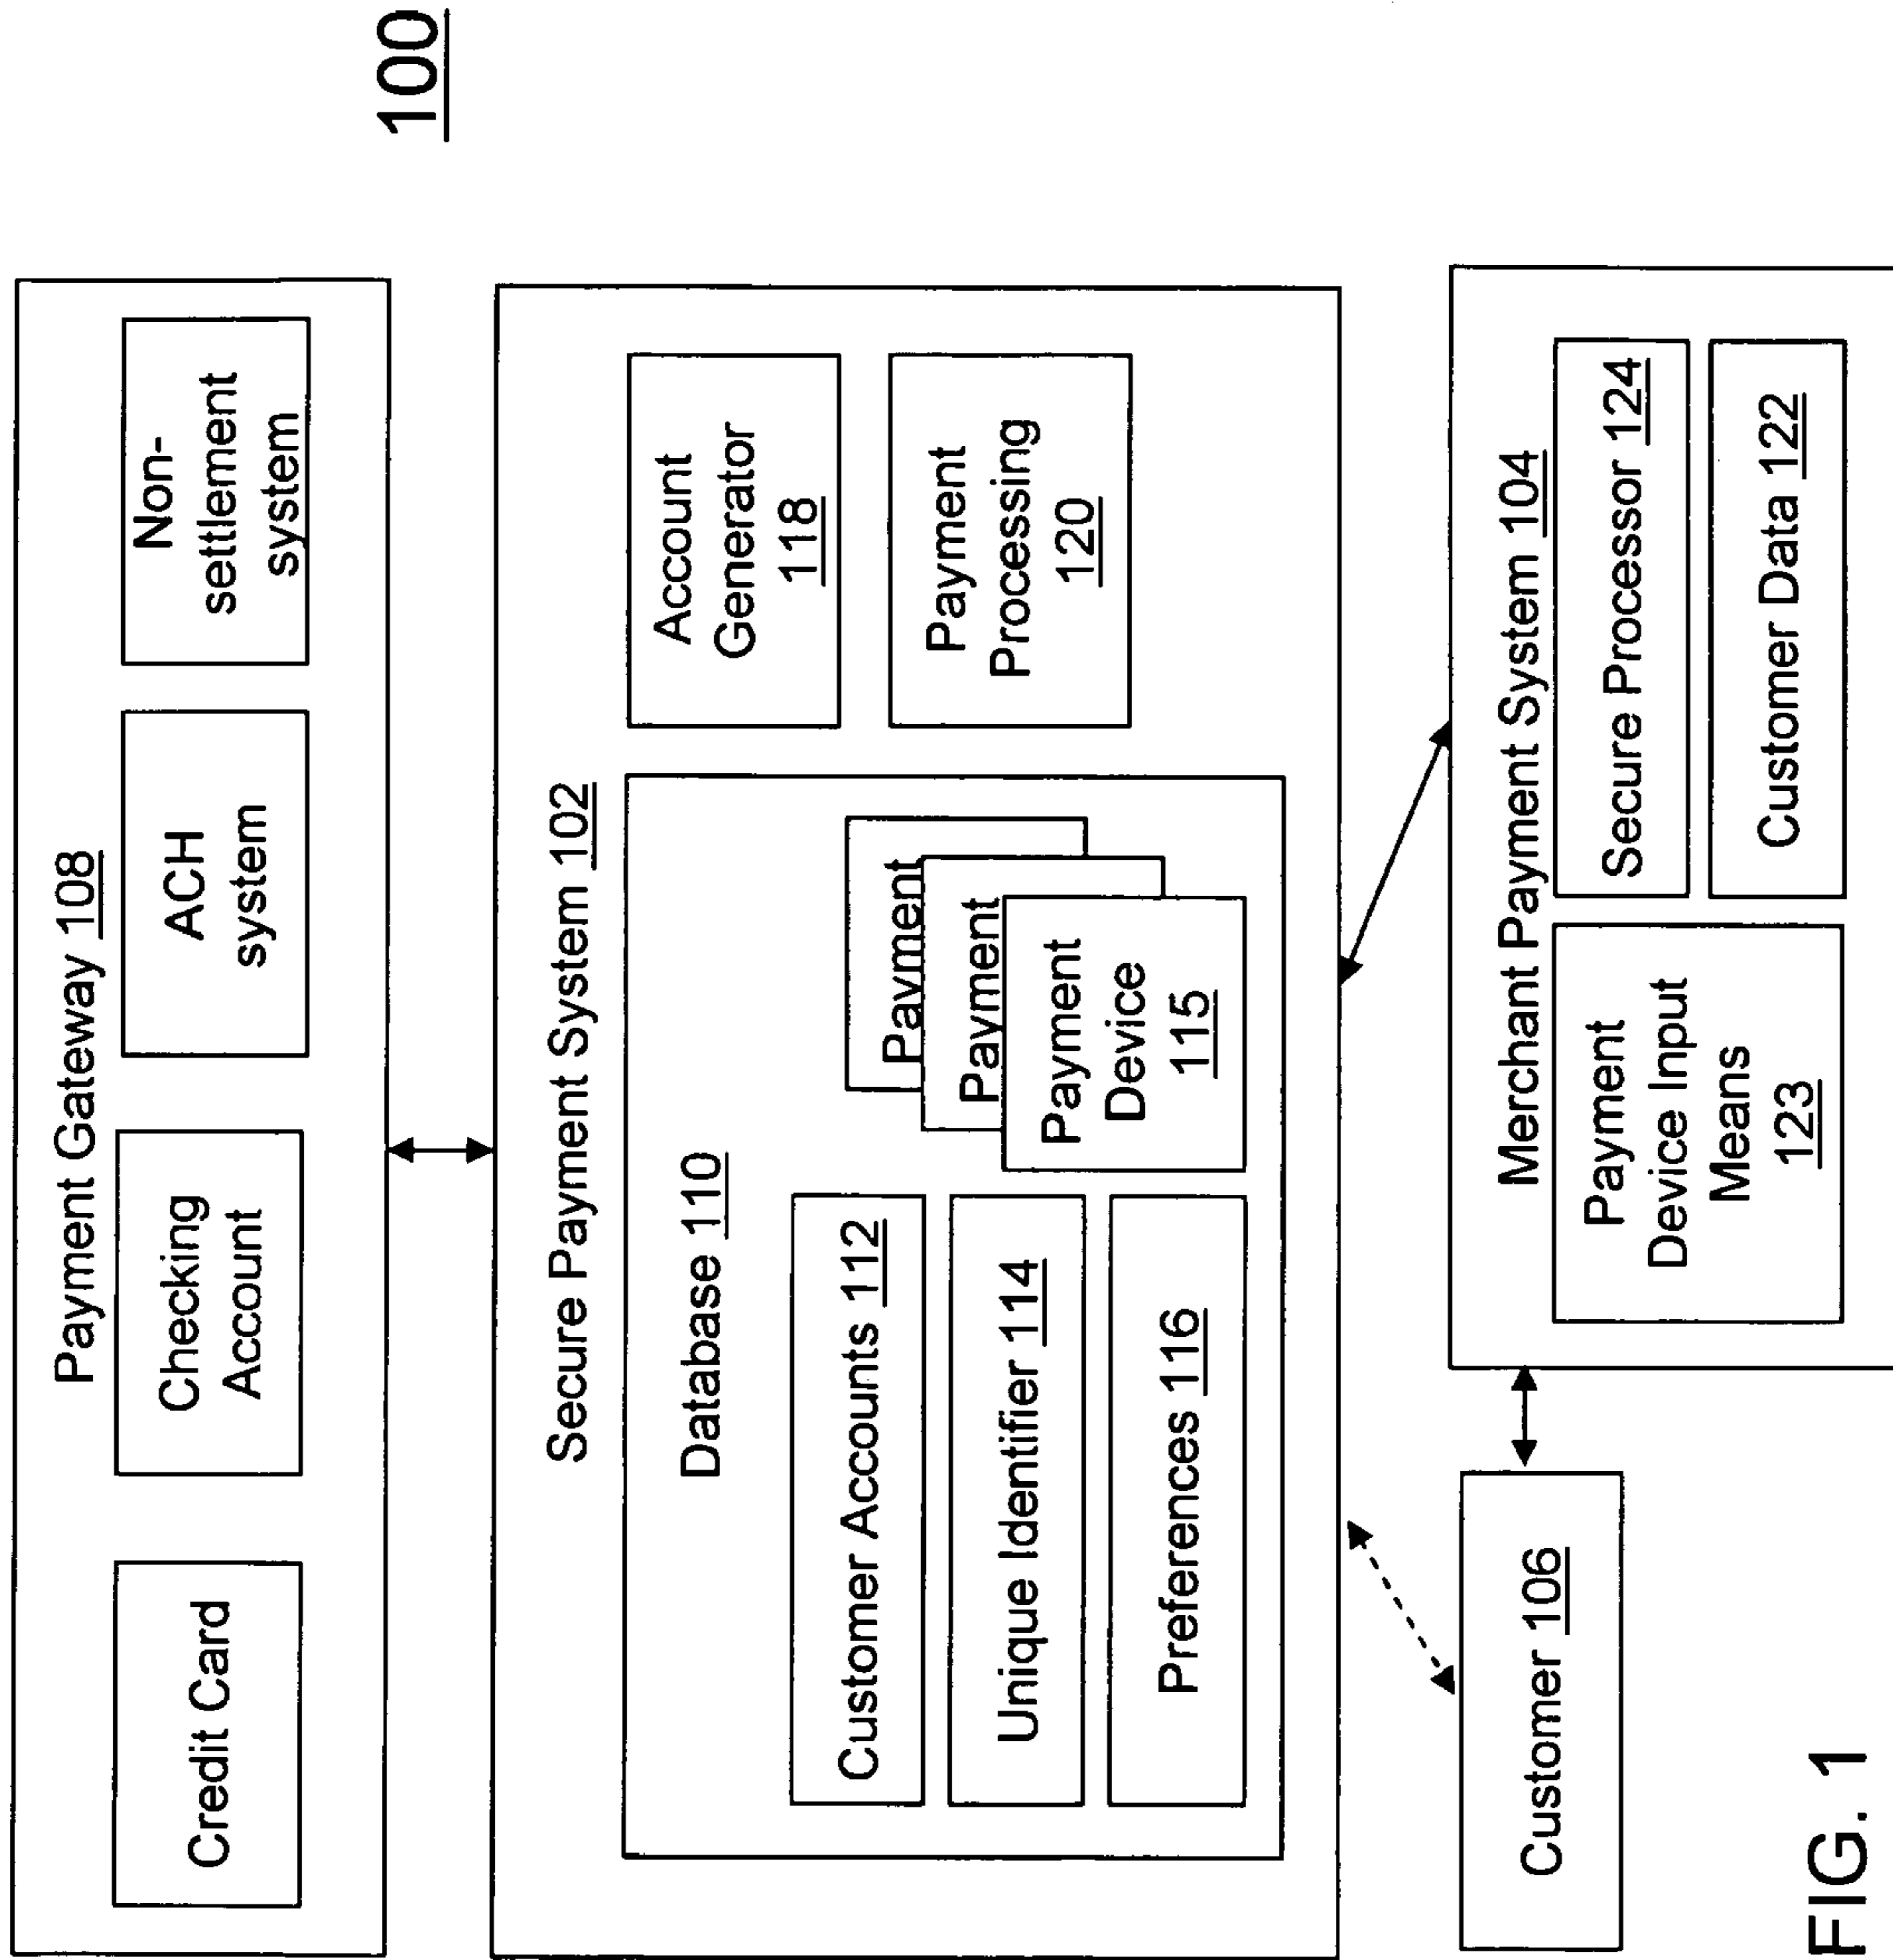 100
Payment Gateway 108
Credit Card
Checking
Account
ACH
system
Non-
settlement
system
Secure Payment System 102
Database 110
Customer Accounts 112
Unique Identifier 114
Preferences 116
Payment
Payment
Payment
Device
115
Account
Generator
118
Payment
Processing
120
Customer 106
Merchant Payment System 104
Payment
Device Input
Means
123
Secure Processor 124
Customer Data 122
FIG. 1